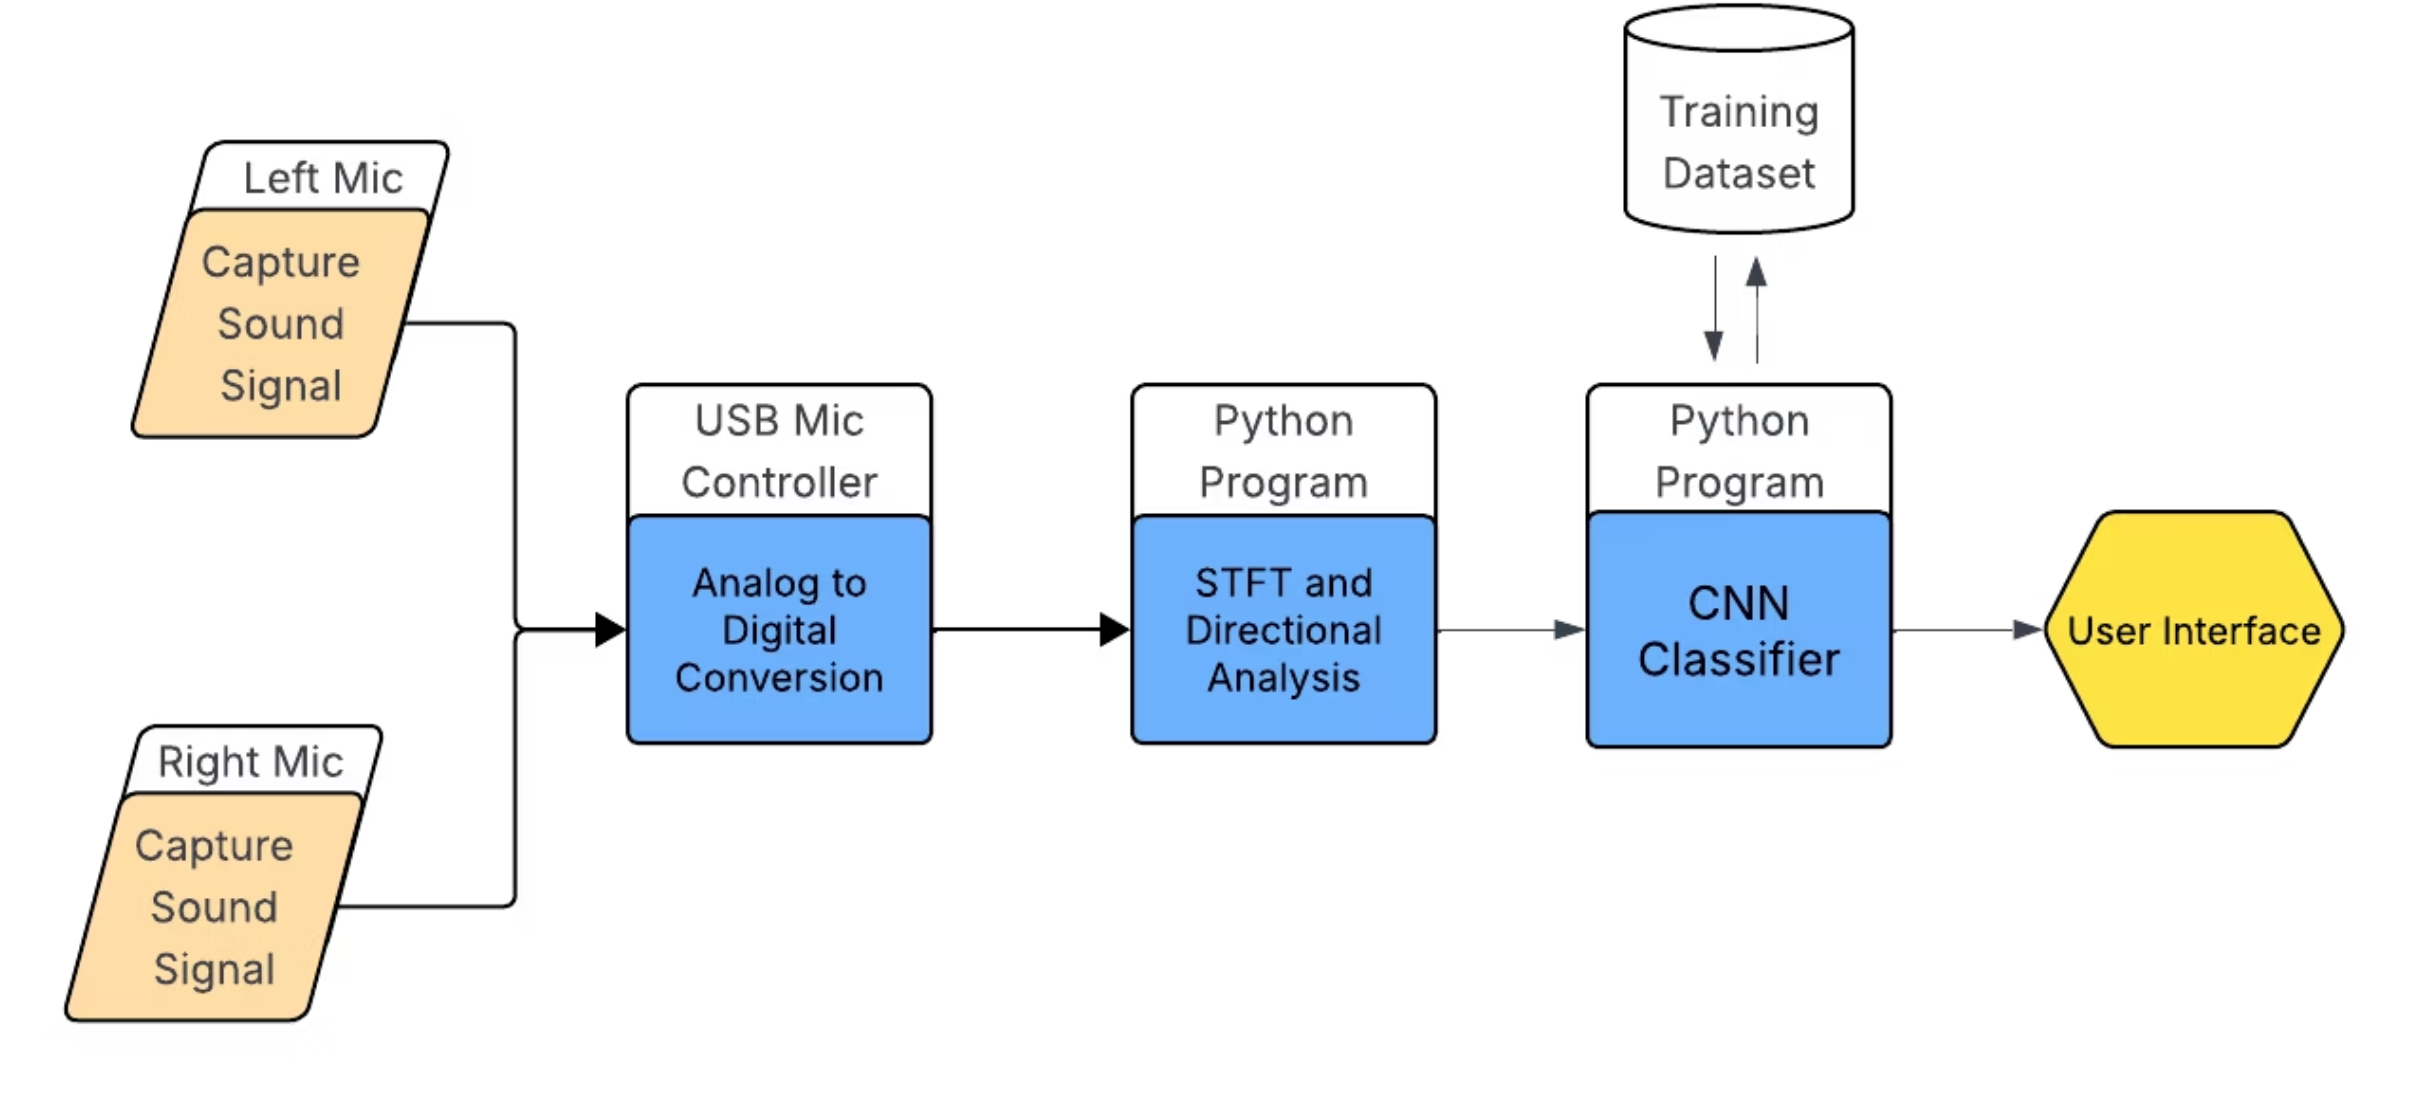 Left Mic
Capture
Sound
Signal
Right Mic
Capture
Sound
Signal
USB Mic
Controller
Analog to
Digital
Conversion
Python
Program
STFT and
Directional
Analysis
Training
Dataset
Python
Program
CNN
Classifier
User Interface